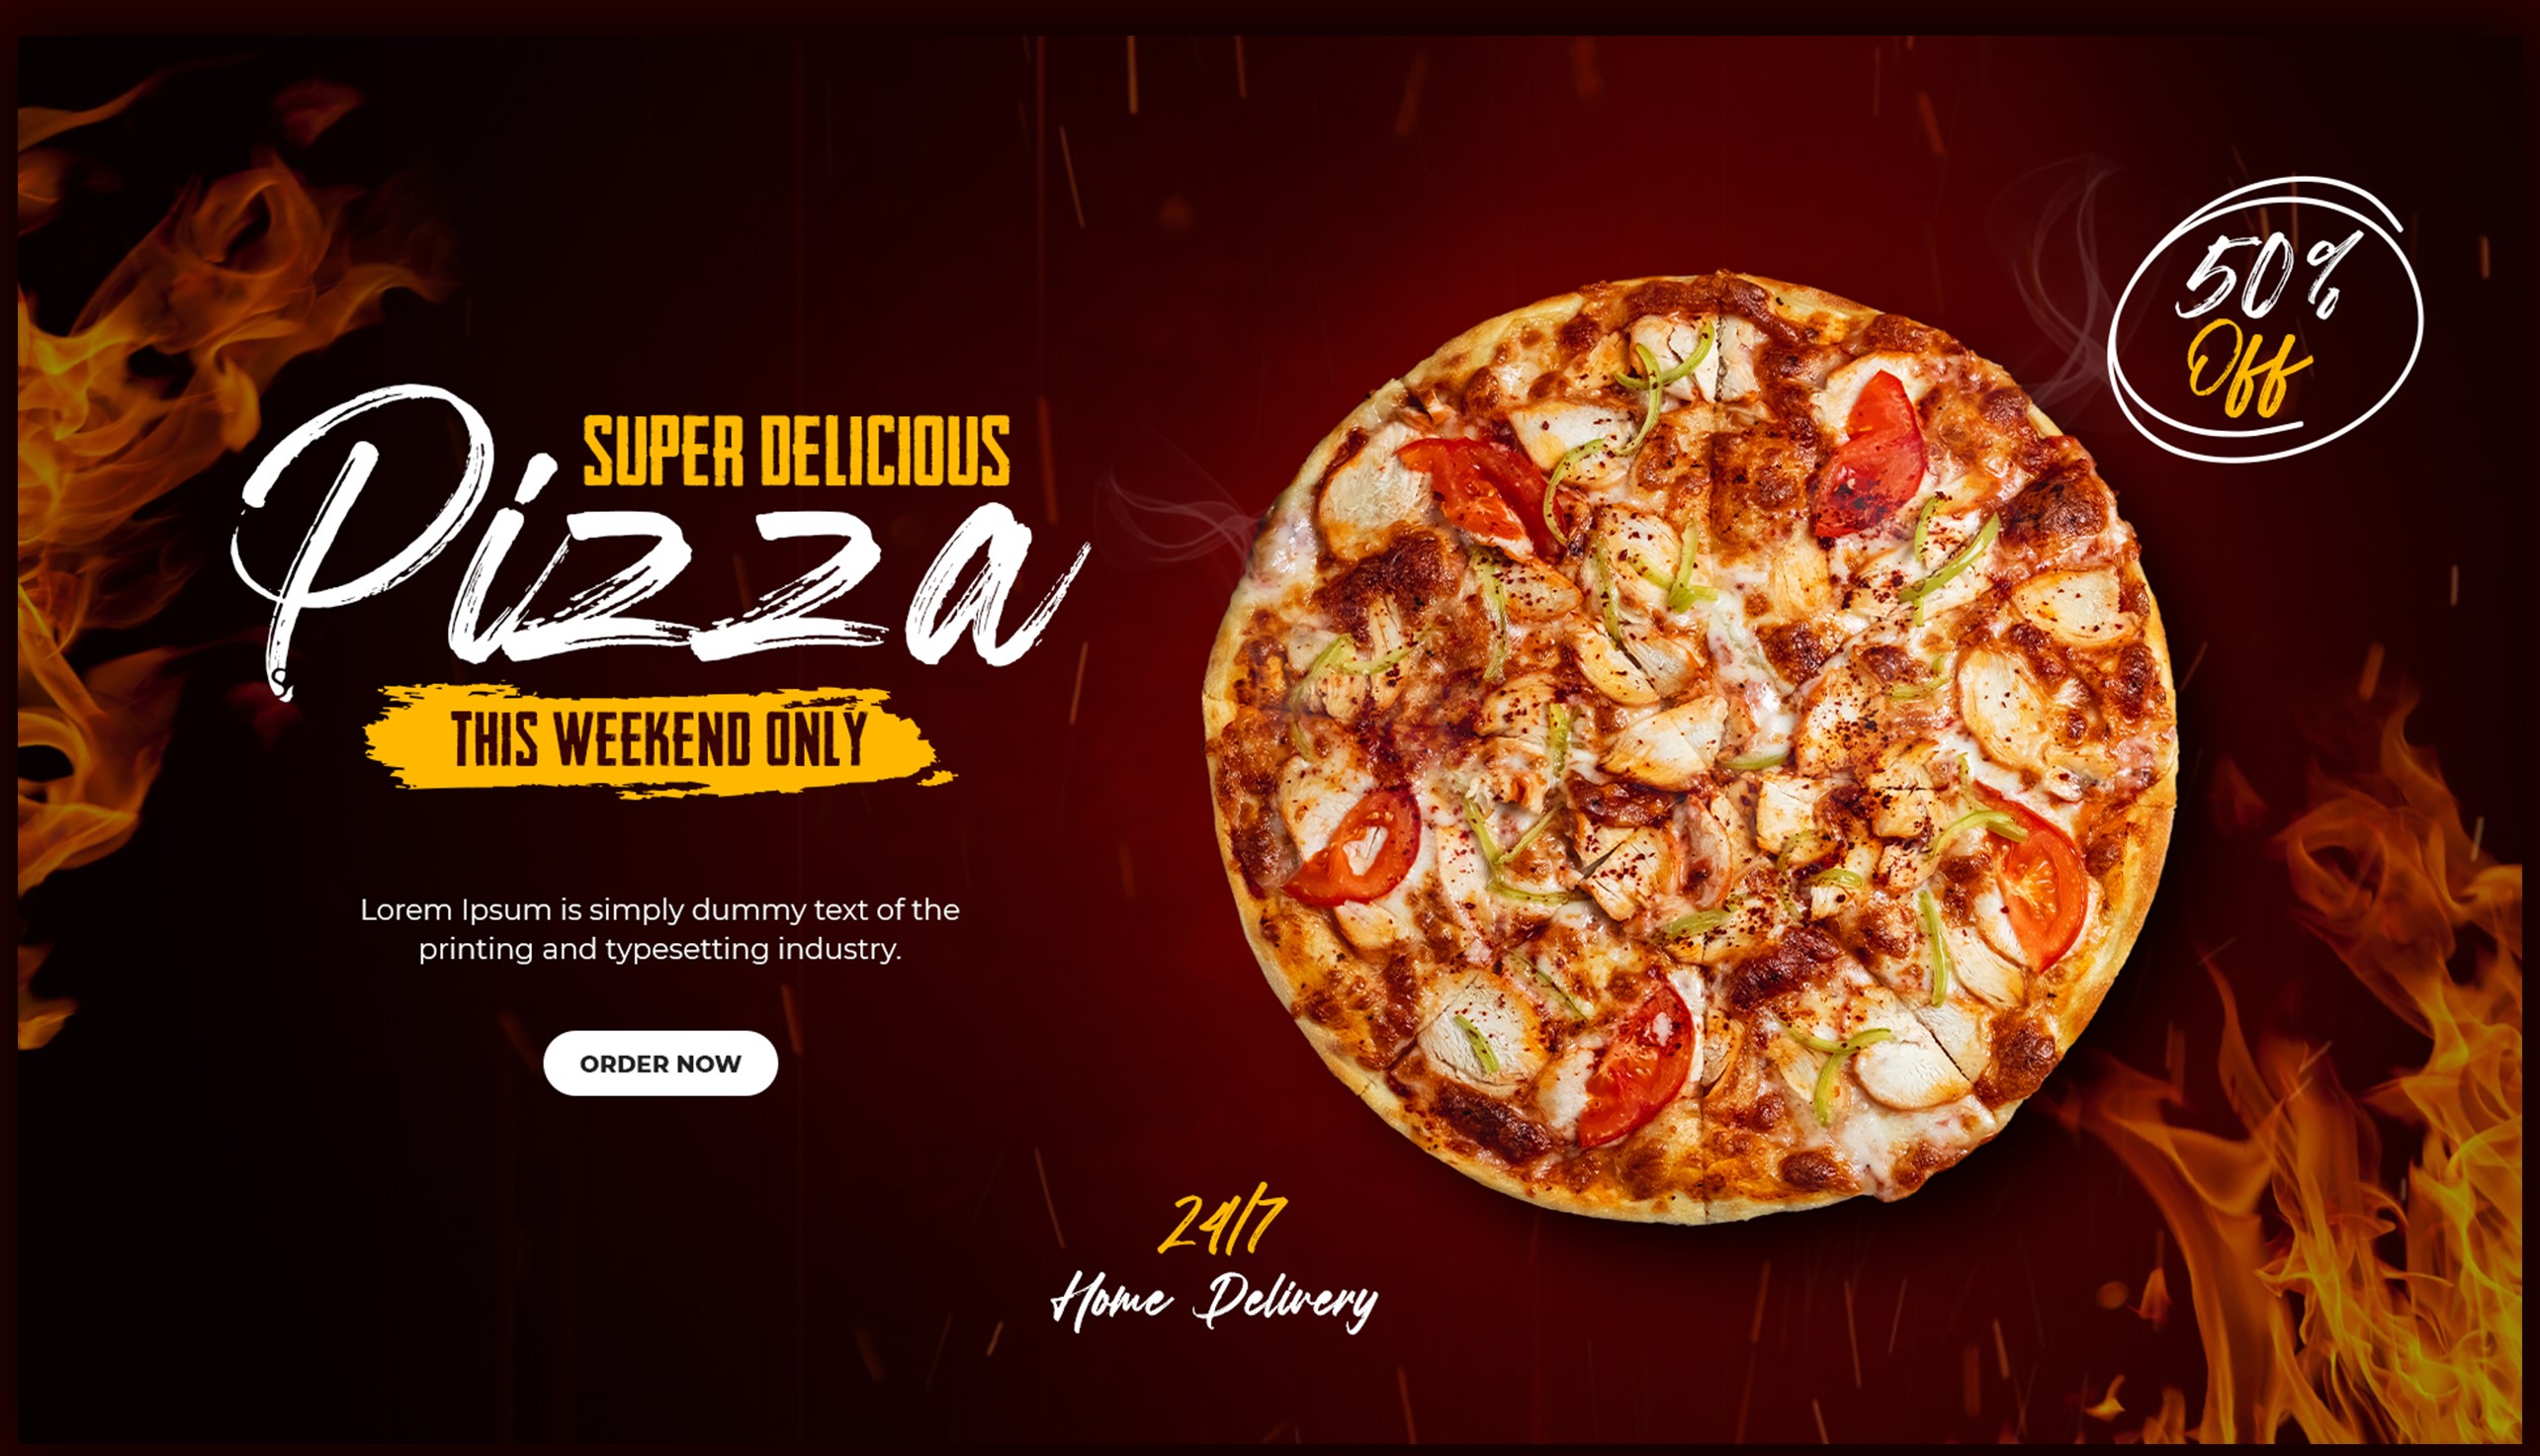 SUPER DELICIOUS
Pizza
THIS WEEKEND ONLY
Lorem Ipsum is simply dummy text of the
printing and typesetting industry.
ORDER NOW
50%
Off
24/7
Home Delivery